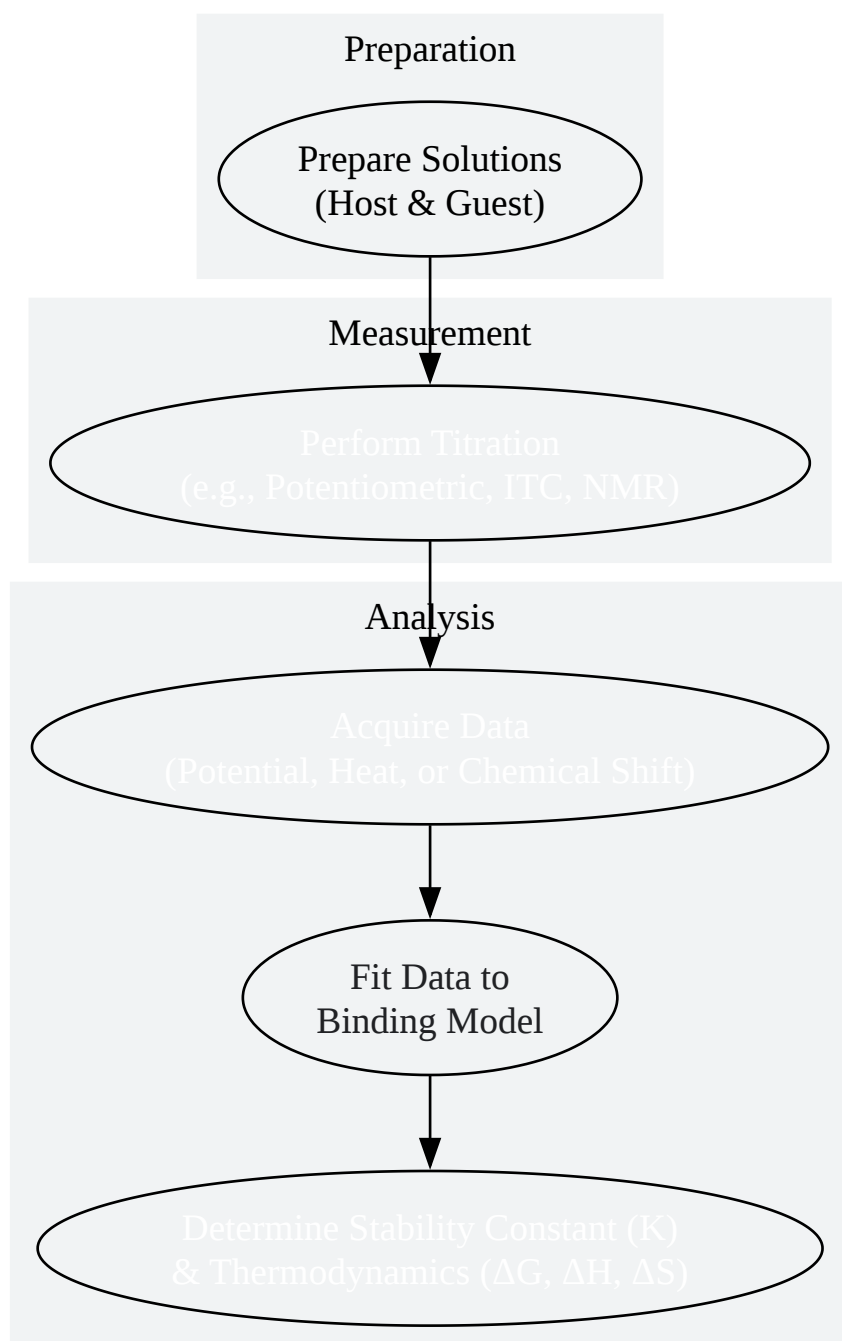 Preparation
Prepare Solutions
(Host & Guest)
Measurement
Perform Titration
(e.g., Potentiometric, ITC, NMR)
Analysis
Acquire Data
(Potential, Heat, or Chemical Shift)
Fit Data to
Binding Model
Determine Stability Constant (K)
& Thermodynamics (ΔG, ΔH, ΔS)